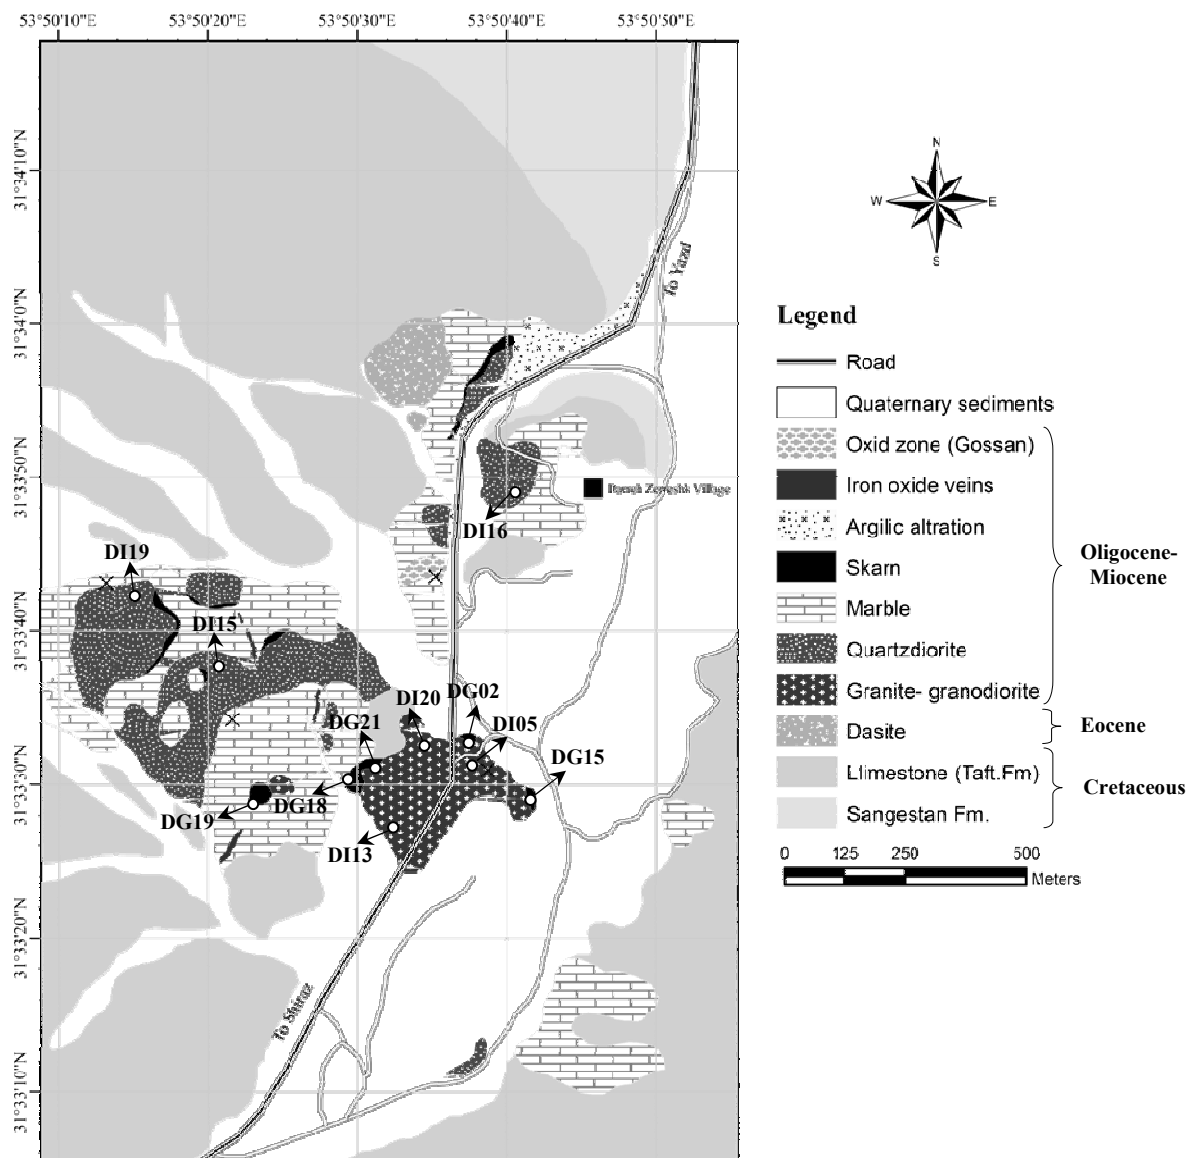 53°50'10"E 53°50'20"E 53°50'30"E 53°50'40"E 53°50'50"E
31°34'10"N
31°34'0"N
31°33'50"N
31°33'40"N
31°33'30"N
31°33'20"N
31°33'10"N
To Yazd
DI16
DI19
DI15
DI20
DG02
DG21
DI05
DG15
DG18
DG19
DI13
To Shiraz
N
W E
S
Legend
Road
Quaternary sediments
Oxid zone (Gossan)
Iron oxide veins
Argilic altration
Skarn
Marble
Quartzdiorite
Granite- granodiorite
Dasite
Llimestone (Taft.Fm)
Sangestan Fm.
Oligocene-
Miocene
Eocene
Cretaceous
0 125 250 500
Meters
Village